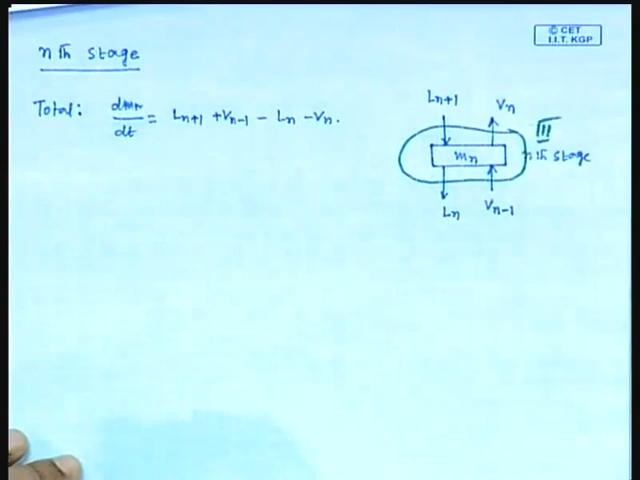 © CET
I.I.T. KGP
nth stage
Total: dmn/dt = Ln+1 + Vn-1 - Ln - Vn.
Ln+1 Vn
III
mn
nth stage
Ln Vn-1